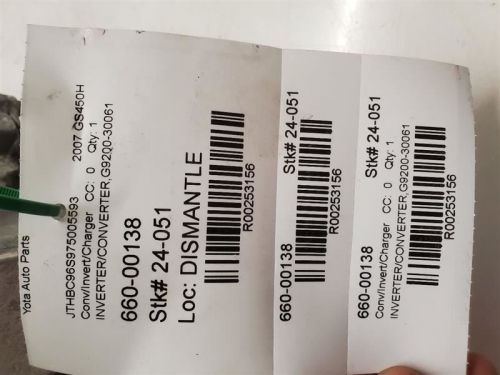 Yota Auto Parts
JTHBC96S975005593 2007 GS450H
Conv/Invert/Charger CC: 0 Qty: 1
INVERTER/CONVERTER,G9200-30061
660-00138
Stk# 24-051
Loc: DISMANTLE
R00253156
660-00138 Stk# 24-051
R00253156
660-00138 Stk# 24-051
Conv/Invert/Charger CC: 0 Qty: 1
INVERTER/CONVERTER,G9200-30061
R00253156